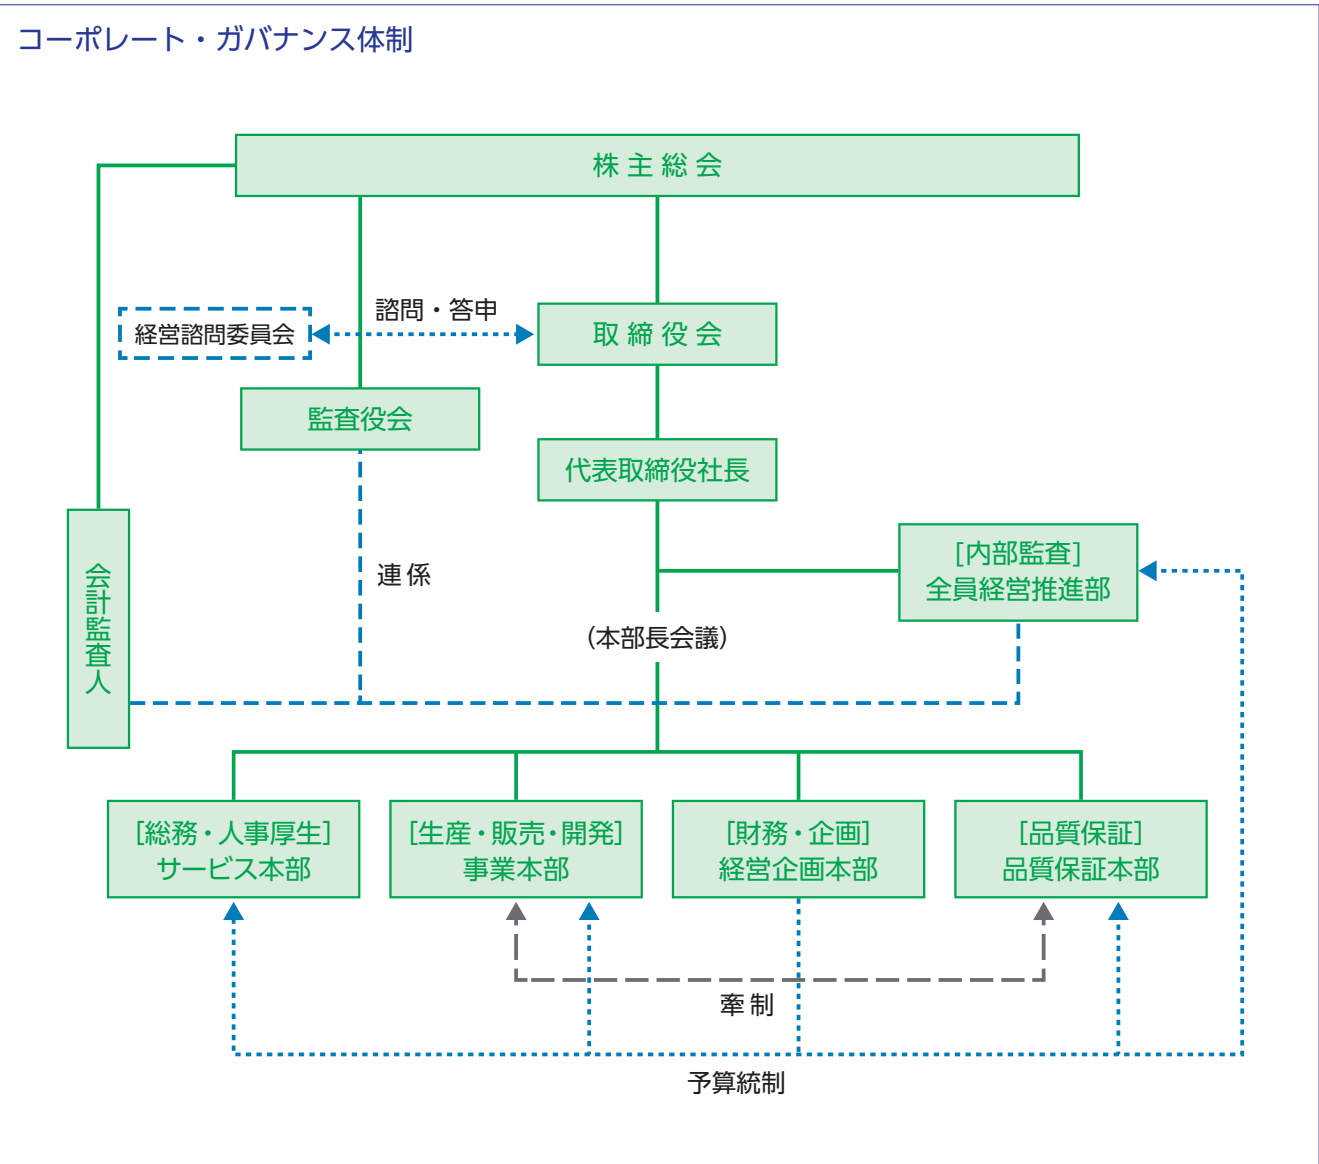 コーポレート・ガバナンス体制
株主総会
諮問・答申
経営諮問委員会
取締役会
監査役会
代表取締役社長
[内部監査]
全員経営推進部
会計監査人
連係
(本部長会議)
[総務・人事厚生]
サービス本部
[生産・販売・開発]
事業本部
[財務・企画]
経営企画本部
[品質保証]
品質保証本部
牽制
予算統制